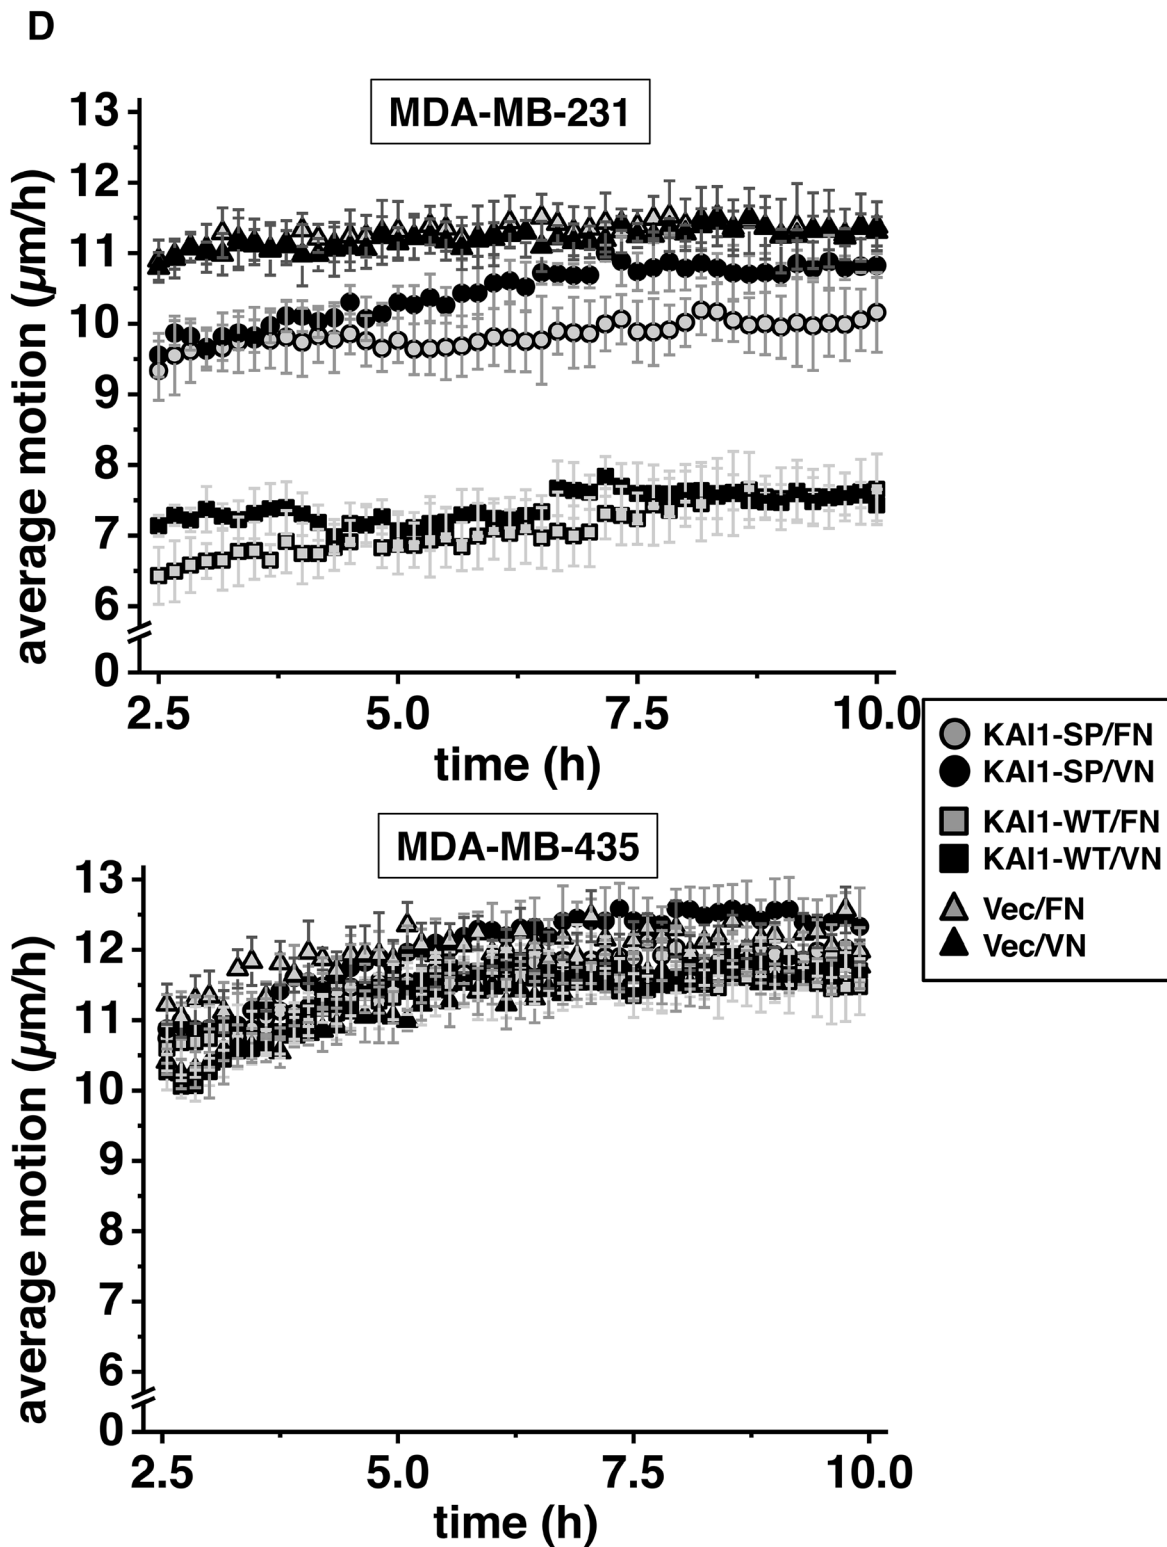 D
MDA-MB-231
average motion (µm/h)
13
12
11
10
9
8
7
6
0
2.5 5.0 7.5 10.0
time (h)
KAI1-SP/FN
KAI1-SP/VN
KAI1-WT/FN
KAI1-WT/VN
Vec/FN
Vec/VN
MDA-MB-435
average motion (µm/h)
13
12
11
10
9
8
7
6
0
2.5 5.0 7.5 10.0
time (h)